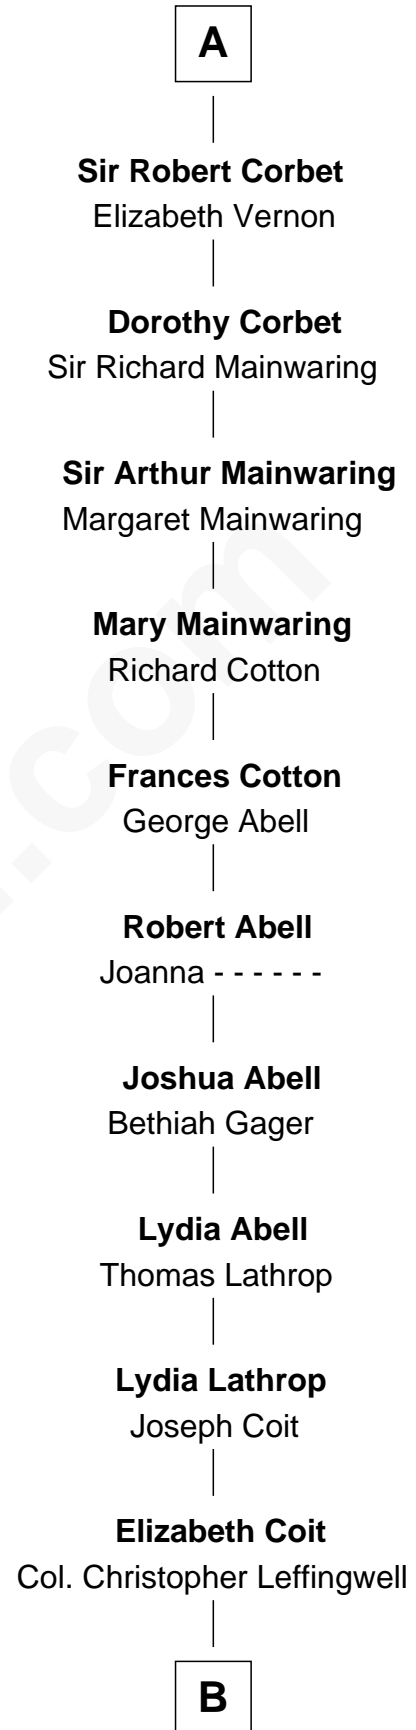 A
Sir Robert Corbet
Elizabeth Vernon
Dorothy Corbet
Sir Richard Mainwaring
Sir Arthur Mainwaring
Margaret Mainwaring
Mary Mainwaring
Richard Cotton
Frances Cotton
George Abell
Robert Abell
Joanna - - - - - -
Joshua Abell
Bethiah Gager
Lydia Abell
Thomas Lathrop
Lydia Lathrop
Joseph Coit
Elizabeth Coit
Col. Christopher Leffingwell
B
.com